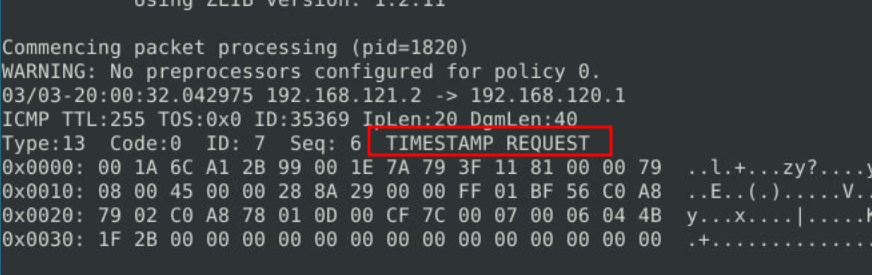 Using ZLIB version: 1.2.11
Commencing packet processing (pid=1820)
WARNING: No preprocessors configured for policy 0.
03/03-20:00:32.042975 192.168.121.2 -> 192.168.120.1
ICMP TTL:255 TOS:0x0 ID:35369 IpLen:20 DgmLen:40
Type:13  Code:0  ID: 7  Seq: 6  TIMESTAMP REQUEST
0x0000: 00 1A 6C A1 2B 99 00 1E 7A 79 3F 11 81 00 00 79  ..l.+...zy?....y
0x0010: 08 00 45 00 00 28 8A 29 00 00 FF 01 BF 56 C0 A8  ..E..(.).....V..
0x0020: 79 02 C0 A8 78 01 0D 00 CF 7C 00 07 00 06 04 4B  y...x....|.....K
0x0030: 1F 2B 00 00 00 00 00 00 00 00 00 00 00 00 00 00  .+..............